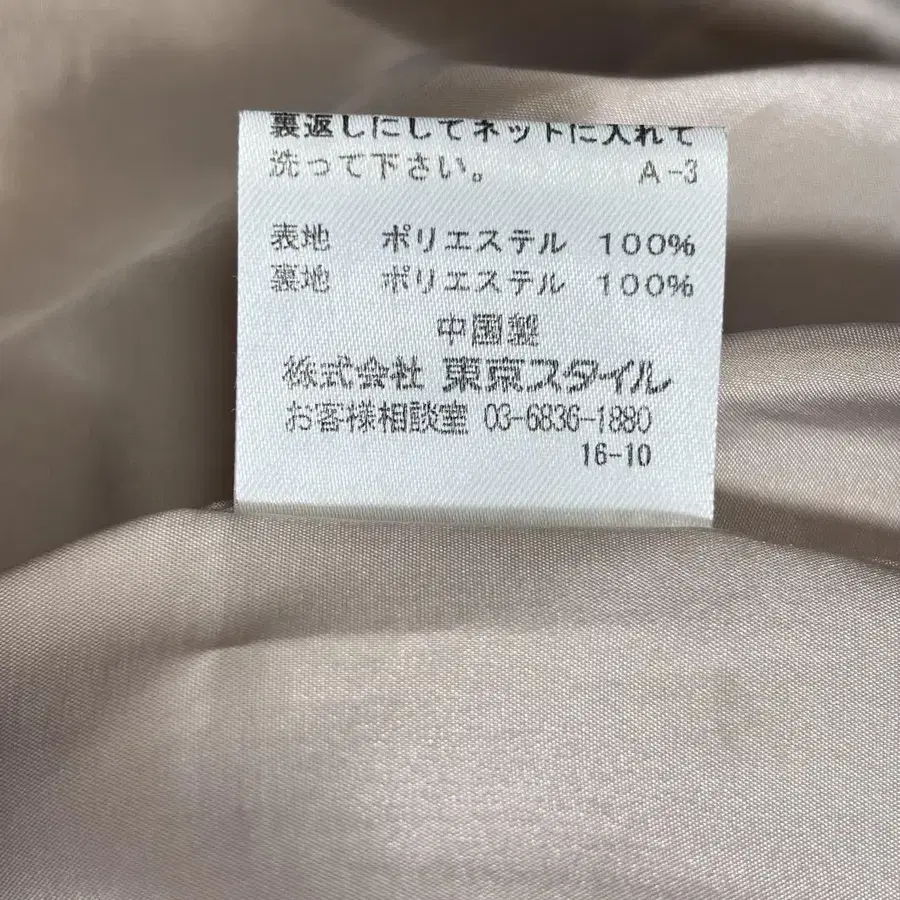 裏返しにしてネットに入れて
洗って下さい。 A-3
表地 ポリエステル 100%
裏地 ポリエステル 100%
中国製
株式会社 東京スタイル
お客様相談室 03-6836-1880
16-10